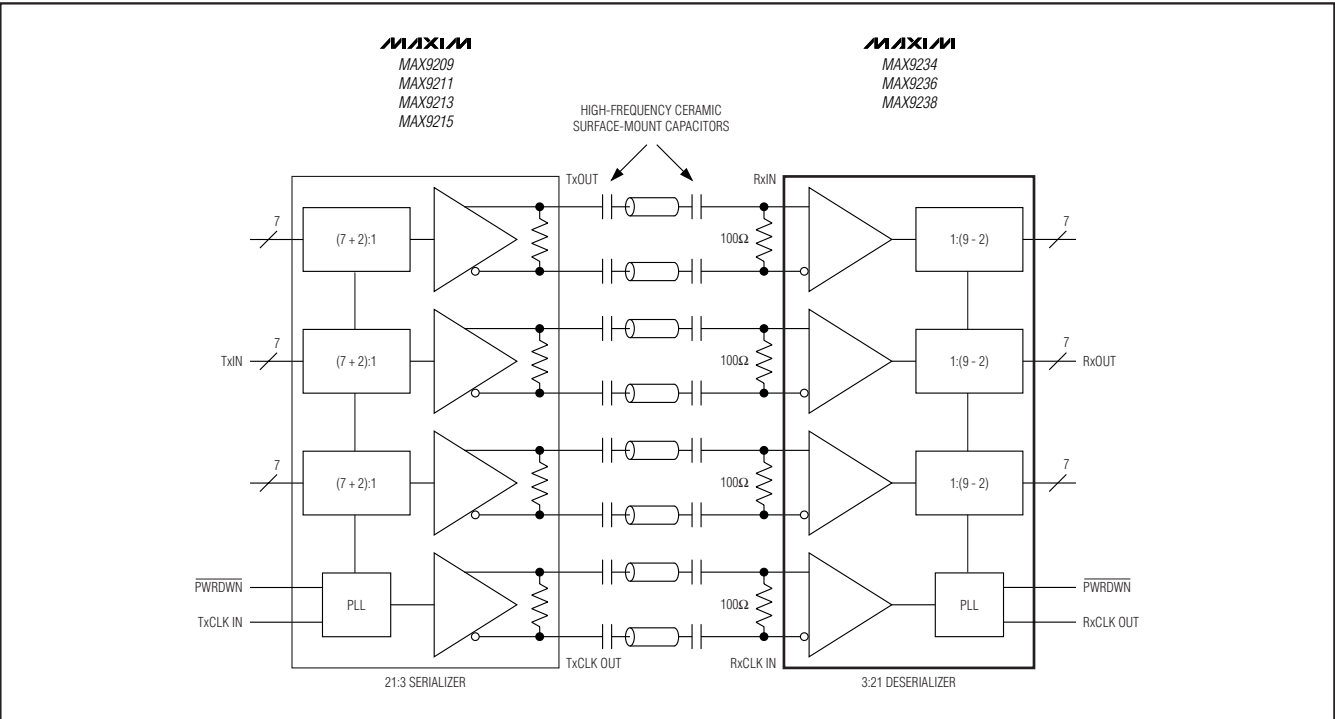 MAXIM
MAX9209
MAX9211
MAX9213
MAX9215
MAXIM
MAX9234
MAX9236
MAX9238
HIGH-FREQUENCY CERAMIC
SURFACE-MOUNT CAPACITORS
TxOUT
RxIN
7
(7 + 2):1
100Ω
1:(9 - 2)
7
TxIN
7
(7 + 2):1
100Ω
1:(9 - 2)
7
RxOUT
7
(7 + 2):1
100Ω
1:(9 - 2)
7
PWRDWN
TxCLK IN
PLL
100Ω
PLL
PWRDWN
RxCLK OUT
TxCLK OUT
RxCLK IN
21:3 SERIALIZER
3:21 DESERIALIZER